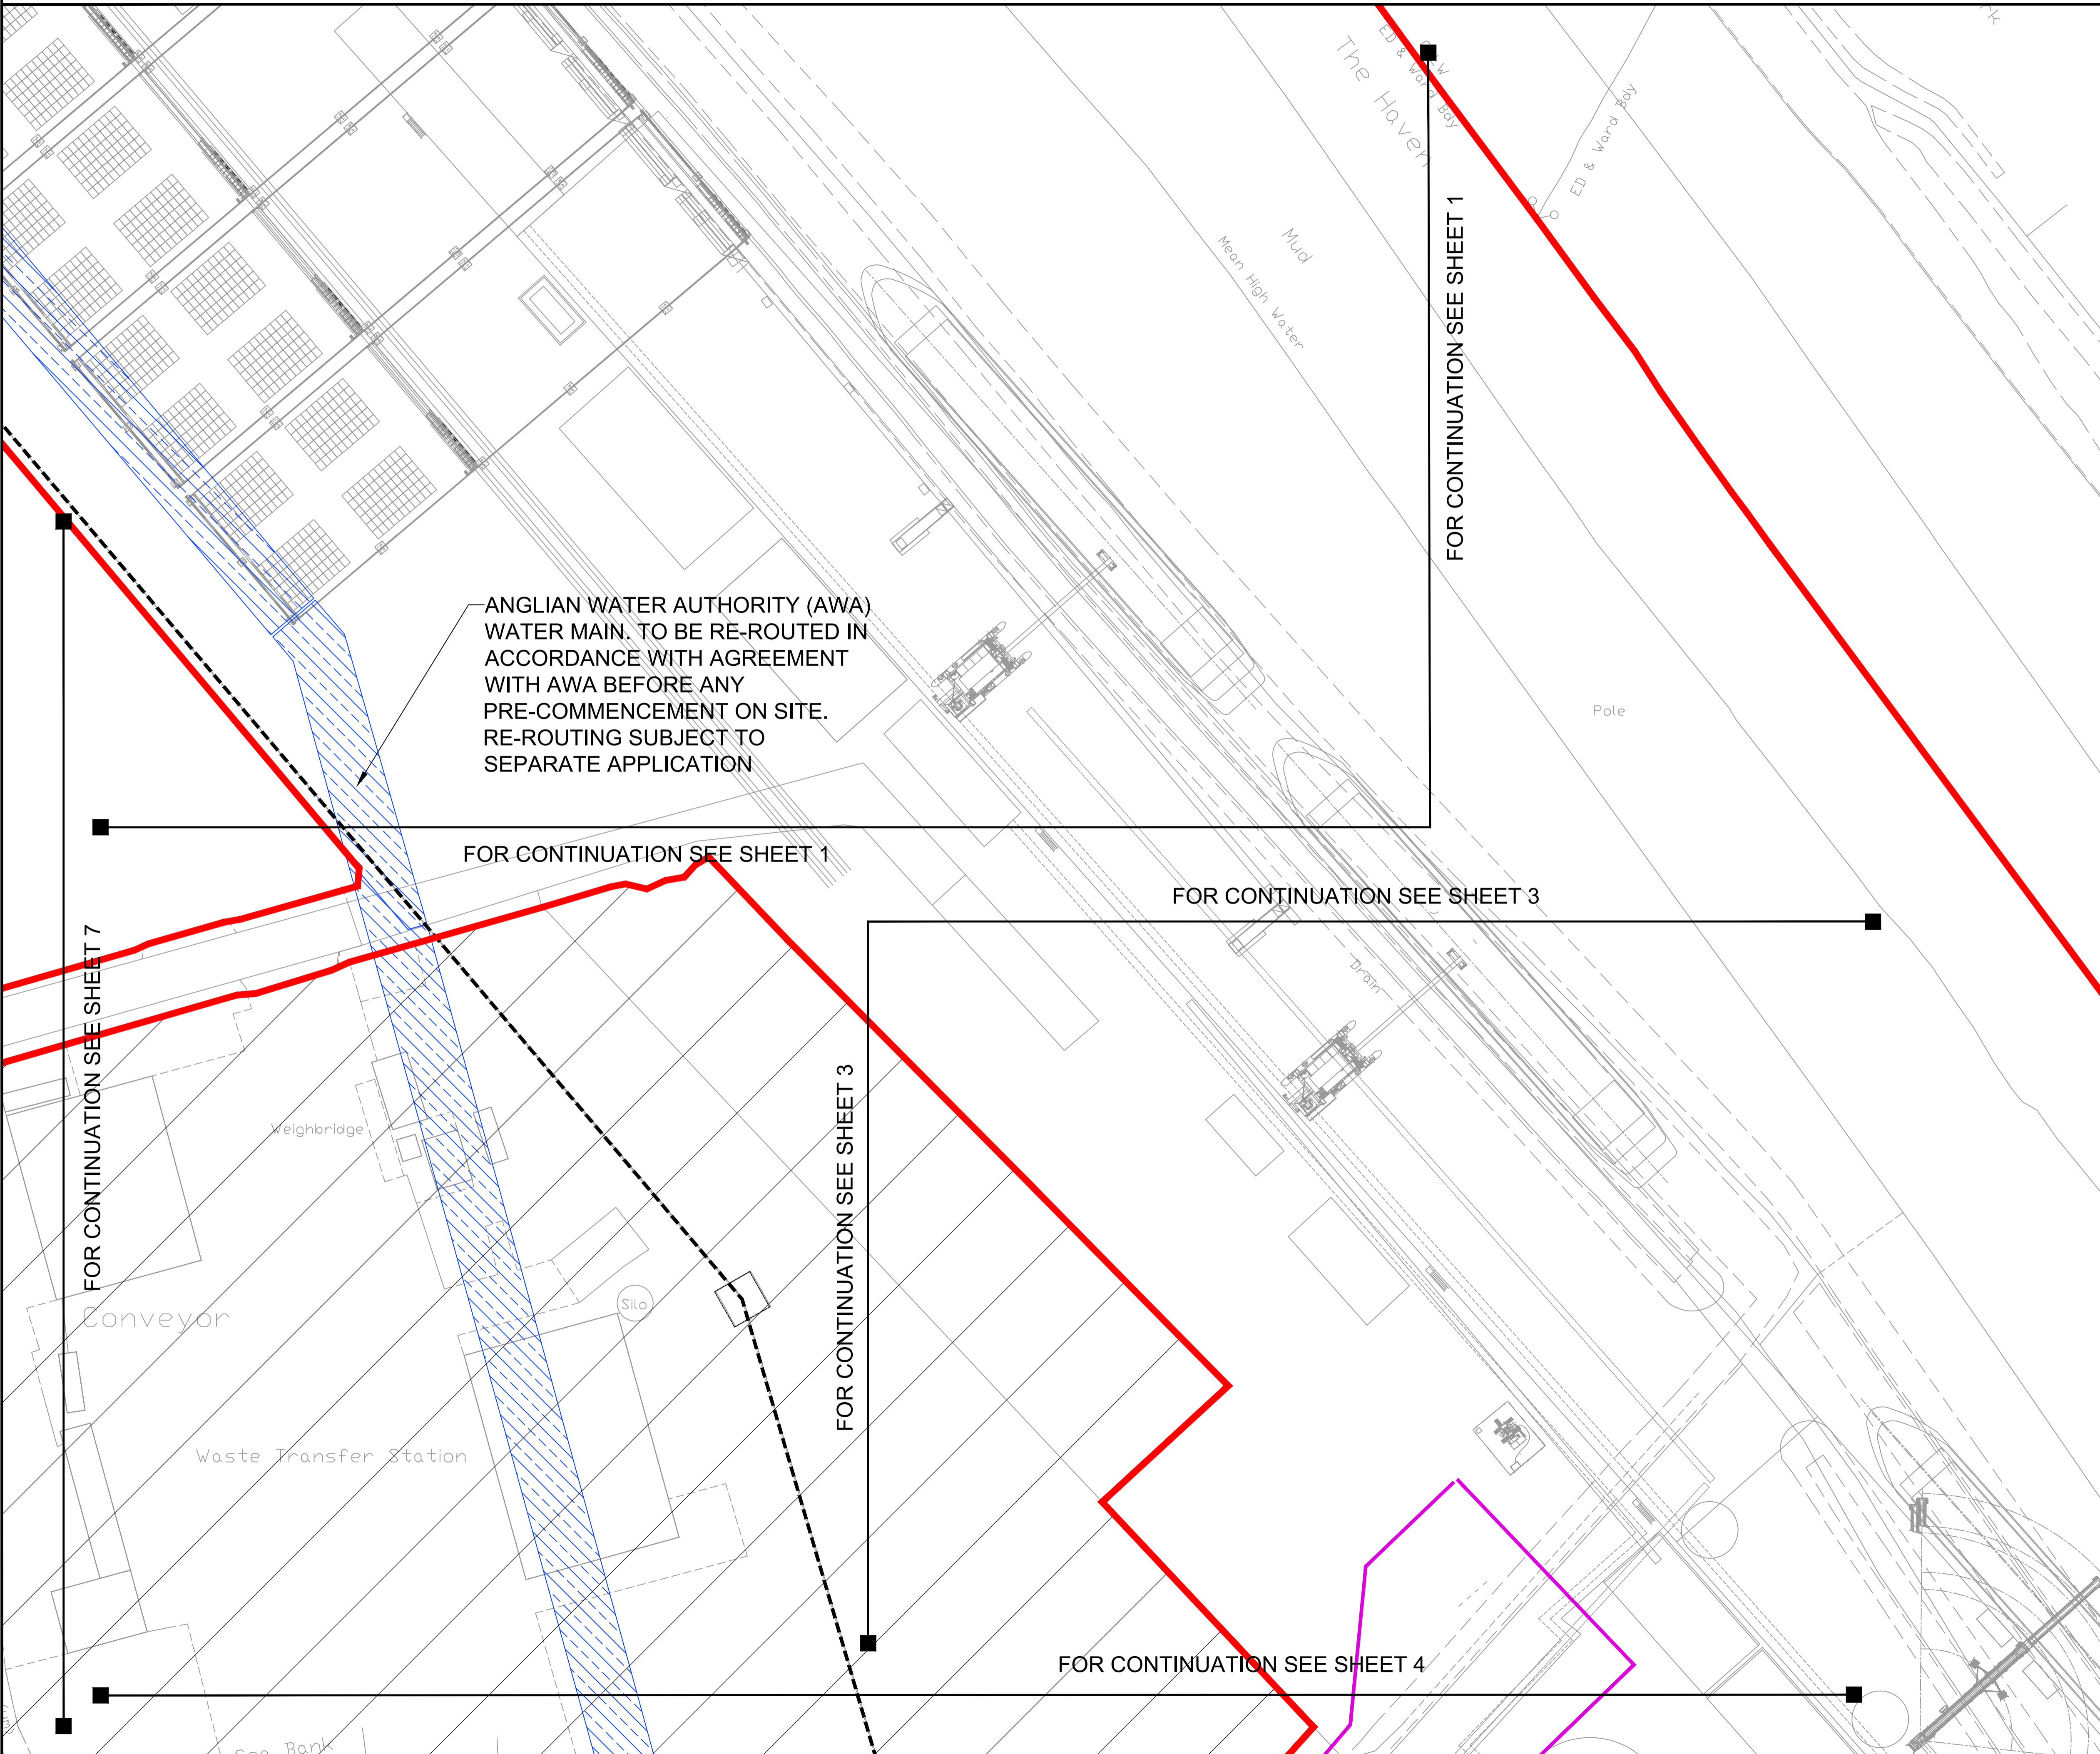 The Haven
ED & Ward Bdy
ED & Ward Bdy
Mud
Mean High Water
FOR CONTINUATION SEE SHEET 1
ANGLIAN WATER AUTHORITY (AWA)
WATER MAIN. TO BE RE-ROUTED IN
ACCORDANCE WITH AGREEMENT
WITH AWA BEFORE ANY
PRE-COMMENCEMENT ON SITE.
RE-ROUTING SUBJECT TO
SEPARATE APPLICATION
Pole
FOR CONTINUATION SEE SHEET 1
FOR CONTINUATION SEE SHEET 3
Drain
FOR CONTINUATION SEE SHEET 7
FOR CONTINUATION SEE SHEET 3
Weighbridge
Silo
Conveyor
Waste Transfer Station
FOR CONTINUATION SEE SHEET 4
Bank